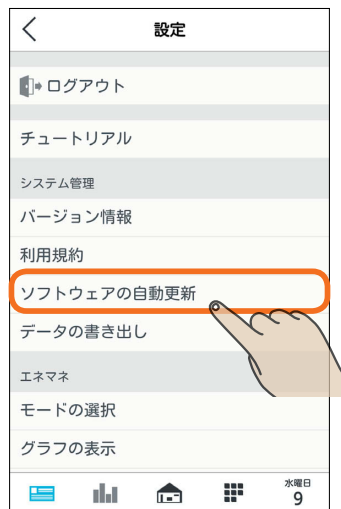 設定
ログアウト
チュートリアル
システム管理
バージョン情報
利用規約
ソフトウェアの自動更新
データの書き出し
エネマネ
モードの選択
グラフの表示
水曜日
9